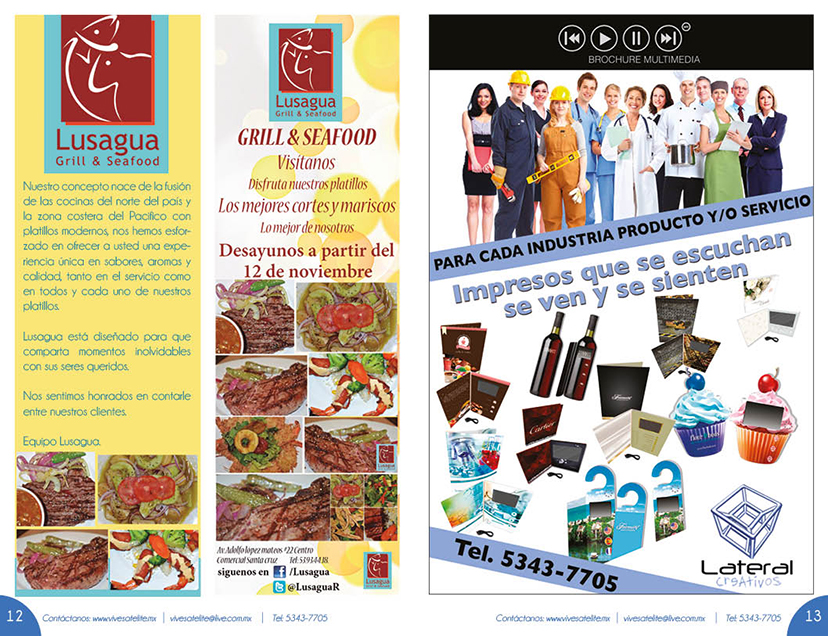 Lusagua
Grill & Seafood
Nuestro concepto nace de la fusión
de las cocinas del norte del país y
la zona costera del Pacifico con
platillos modernos, nos hemos esfor-
zado en ofrecer a usted una expe-
riencia única en sabores, aromas y
calidad, tanto en el servicio como
en todos y cada uno de nuestros
platillos.
Lusagua está diseñado para que
comparta momentos inolvidables
con sus seres queridos.
Nos sentimos honrados en contarle
entre nuestros clientes.
Equipo Lusagua.
Lusagua
Grill & Seafood
GRILL & SEAFOOD
Visitanos
Disfruta nuestros platillos
Los mejores cortes y mariscos
Lo mejor de nosotros
Desayunos a partir del
12 de noviembre
Av. Adolfo lopez mateos #22 Centro
Comercial Santa cruz Tel:
siguenos en /Lusagua
@LusaguaR
Lusagua
BROCHURE MULTIMEDIA
PARA CADA INDUSTRIA PRODUCTO Y/O SERVICIO
Impresos que se escuchan
se ven y se sienten
Cartier
Tel. 5343-7705
Lateral
creativos
12 Contáctanos: www.vivesatelite.mx | vivesatelite@live.com.mx | Tel: 5343-7705
Contáctanos: www.vivesatelite.mx | vivesatelite@live.com.mx | Tel: 5343-7705 13